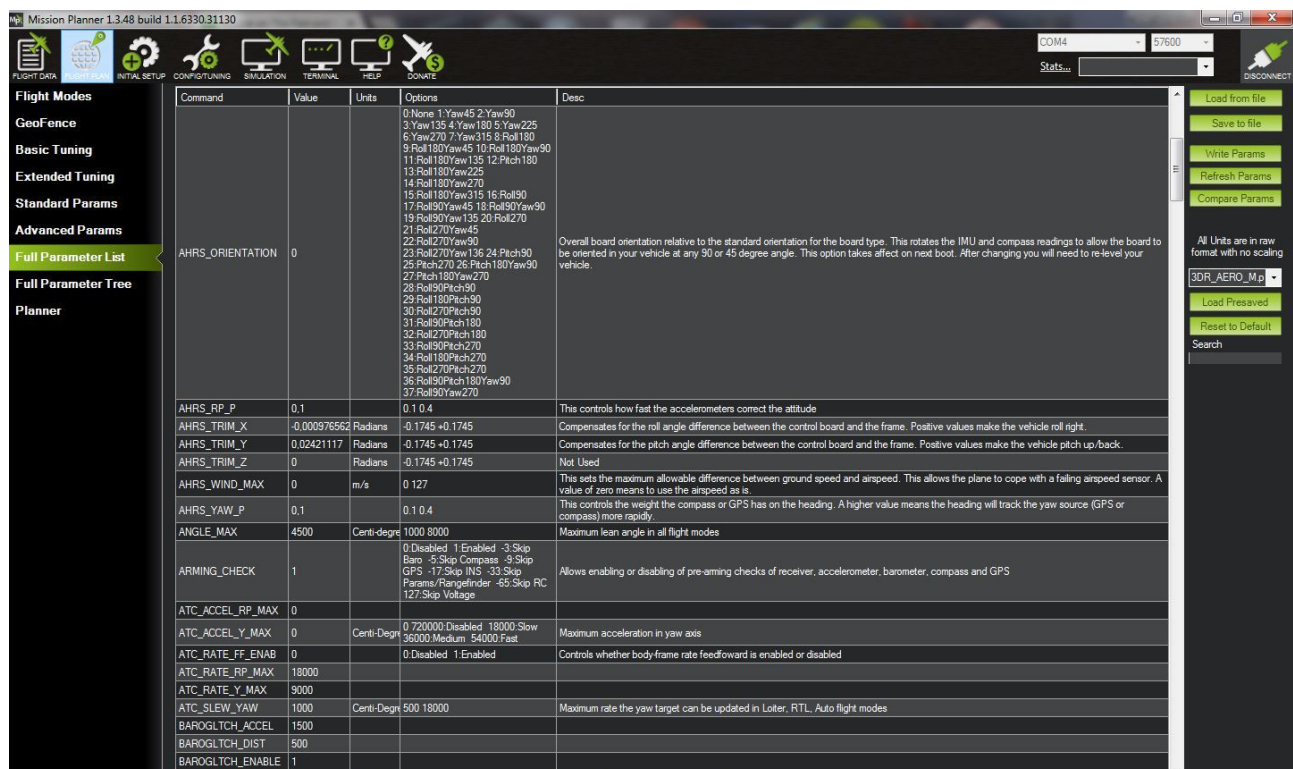 Mission Planner 1.3.48 build 1.1.6330.31130
FLIGHT DATA
FLIGHT PLAN
INITIAL SETUP
CONFIG/TUNING
SIMULATION
TERMINAL
HELP
DONATE
COM4
57600
Stats...
DISCONNECT
Flight Modes
GeoFence
Basic Tuning
Extended Tuning
Standard Params
Advanced Params
Full Parameter List
Full Parameter Tree
Planner
Command Value Units Options Desc
AHRS_ORIENTATION 0
0:None 1:Yaw45 2:Yaw90
3:Yaw135 4:Yaw180 5:Yaw225
6:Yaw270 7:Yaw315 8:Roll180
9:Roll180Yaw45 10:Roll180Yaw90
11:Roll180Yaw135 12:Pitch180
13:Roll180Yaw225
14:Roll180Yaw270
15:Roll180Yaw315 16:Roll90
17:Roll90Yaw45 18:Roll90Yaw90
19:Roll90Yaw135 20:Roll270
21:Roll270Yaw45
22:Roll270Yaw90
23:Roll270Yaw136 24:Pitch90
25:Pitch270 26:Pitch180Yaw90
27:Pitch180Yaw270
28:Roll90Pitch90
29:Roll180Pitch90
30:Roll270Pitch90
31:Roll90Pitch180
32:Roll270Pitch180
33:Roll90Pitch270
34:Roll180Pitch270
35:Roll270Pitch270
36:Roll90Pitch180Yaw90
37:Roll90Yaw270
Overall board orientation relative to the standard orientation for the board type. This rotates the IMU and compass readings to allow the board to
be oriented in your vehicle at any 90 or 45 degree angle. This option takes affect on next boot. After changing you will need to re-level your
vehicle.
AHRS_RP_P 0,1 0.1 0.4 This controls how fast the accelerometers correct the attitude
AHRS_TRIM_X -0,000976562 Radians -0.1745 +0.1745 Compensates for the roll angle difference between the control board and the frame. Positive values make the vehicle roll right.
AHRS_TRIM_Y 0,02421117 Radians -0.1745 +0.1745 Compensates for the pitch angle difference between the control board and the frame. Positive values make the vehicle pitch up/back.
AHRS_TRIM_Z 0 Radians -0.1745 +0.1745 Not Used
AHRS_WIND_MAX 0 m/s 0 127
This sets the maximum allowable difference between ground speed and airspeed. This allows the plane to cope with a failing airspeed sensor. A
value of zero means to use the airspeed as is.
AHRS_YAW_P 0,1 0.1 0.4
This controls the weight the compass or GPS has on the heading. A higher value means the heading will track the yaw source (GPS or
compass) more rapidly.
ANGLE_MAX 4500 Centi-degre 1000 8000 Maximum lean angle in all flight modes
ARMING_CHECK 1
0:Disabled 1:Enabled -3:Skip
Baro -5:Skip Compass -9:Skip
GPS -17:Skip INS -33:Skip
Params/Rangefinder -65:Skip RC
127:Skip Voltage
Allows enabling or disabling of pre-arming checks of receiver, accelerometer, barometer, compass and GPS
ATC_ACCEL_RP_MAX 0
ATC_ACCEL_Y_MAX 0 Centi-Degre
0 720000:Disabled 18000:Slow
36000:Medium 54000:Fast
Maximum acceleration in yaw axis
ATC_RATE_FF_ENAB 0 0:Disabled 1:Enabled Controls whether body-frame rate feedfoward is enabled or disabled
ATC_RATE_RP_MAX 18000
ATC_RATE_Y_MAX 9000
ATC_SLEW_YAW 1000 Centi-Degre 500 18000 Maximum rate the yaw target can be updated in Loiter, RTL, Auto flight modes
BAROGLTCH_ACCEL 1500
BAROGLTCH_DIST 500
BAROGLTCH_ENABLE 1
Load from file
Save to file
Write Params
Refresh Params
Compare Params
All Units are in raw
format with no scaling
3DR_AERO_M.p
Load Presaved
Reset to Default
Search